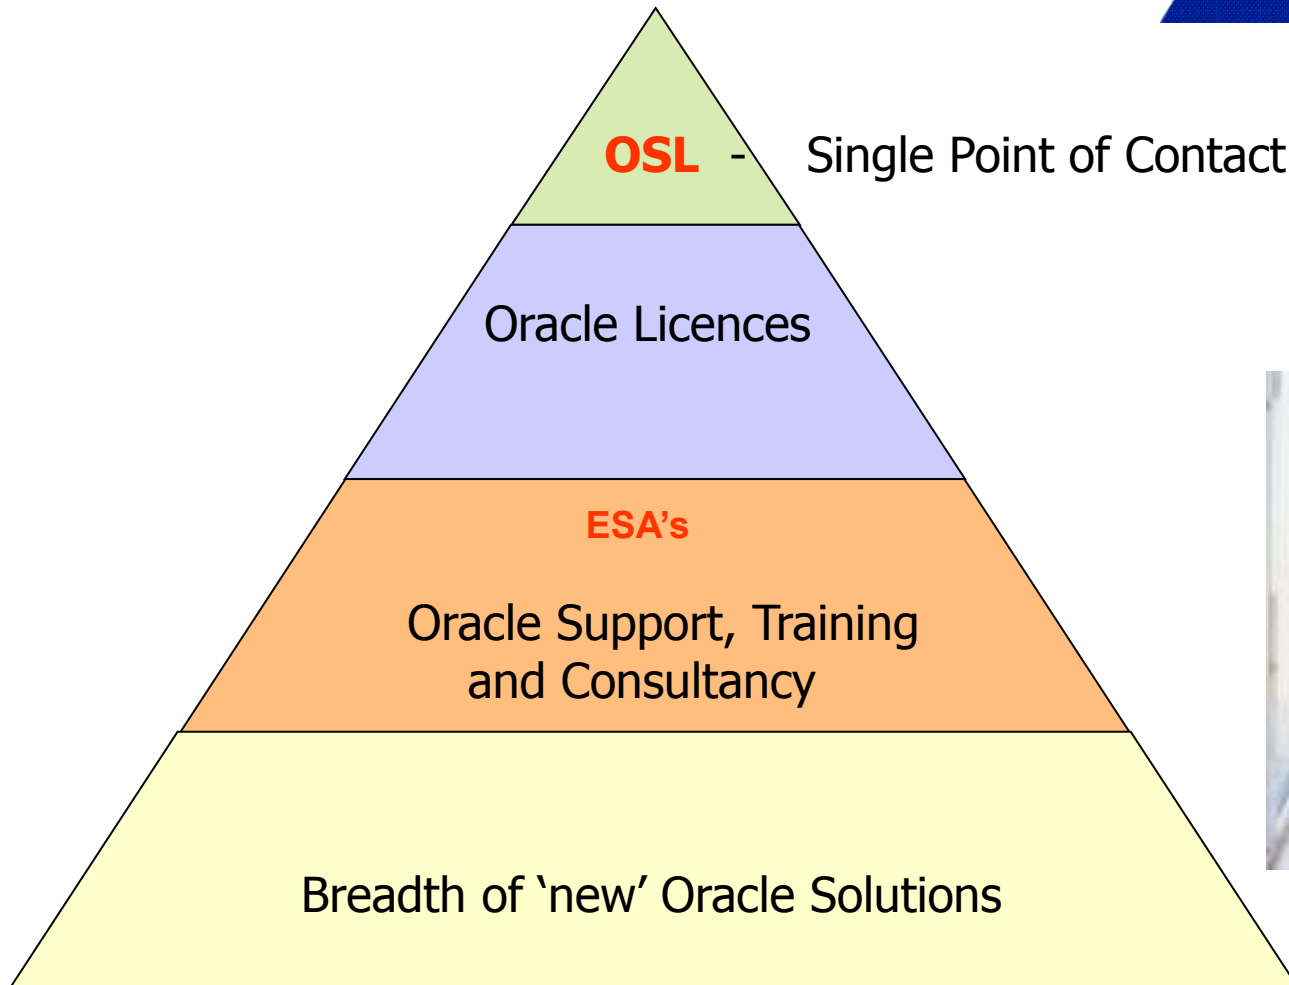 OSL - Single Point of Contact
Oracle Licences
ESA’s
Oracle Support, Training
and Consultancy
Breadth of ‘new’ Oracle Solutions